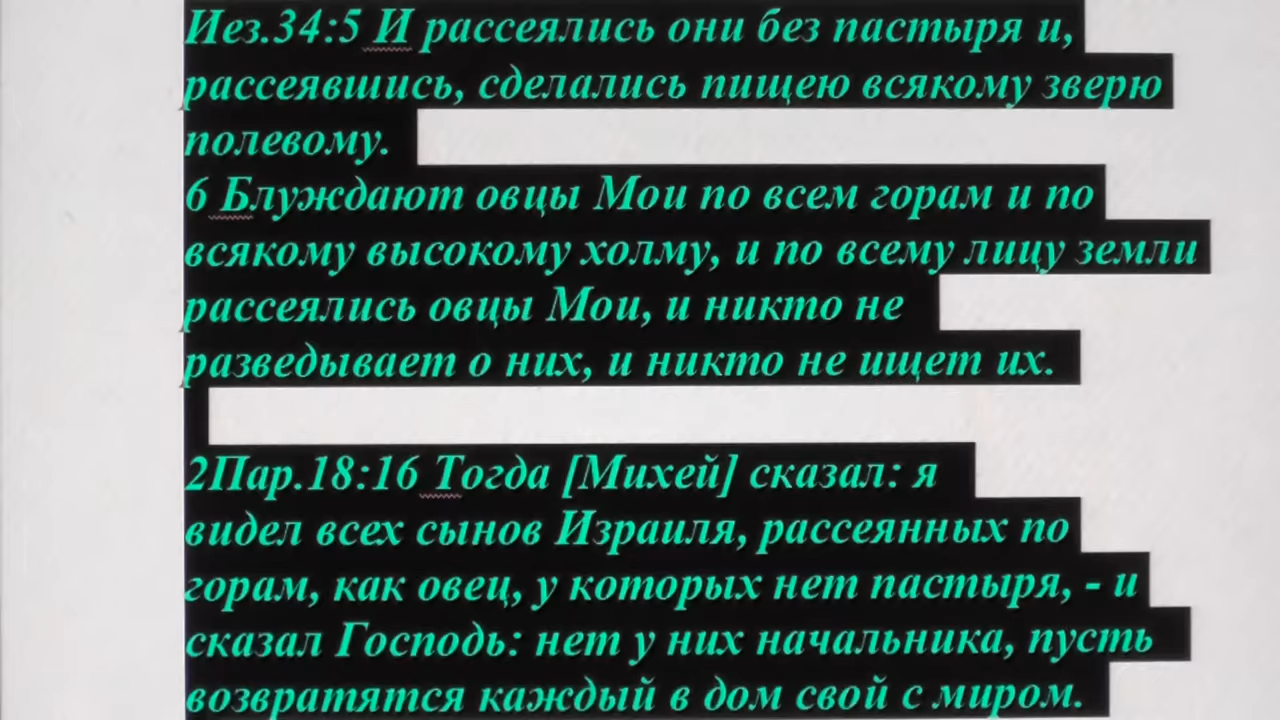 Иез.34:5 И рассеялись они без пастыря и,
рассеявшись, сделались пищею всякому зверю
полевому.
6 Блуждают овцы Мои по всем горам и по
всякому высокому холму, и по всему лицу земли
рассеялись овцы Мои, и никто не
разведывает о них, и никто не ищет их.
2Пар.18:16 Тогда [Михей] сказал: я
видел всех сынов Израиля, рассеянных по
горам, как овец, у которых нет пастыря, - и
сказал Господь: нет у них начальника, пусть
возвратятся каждый в дом свой с миром.